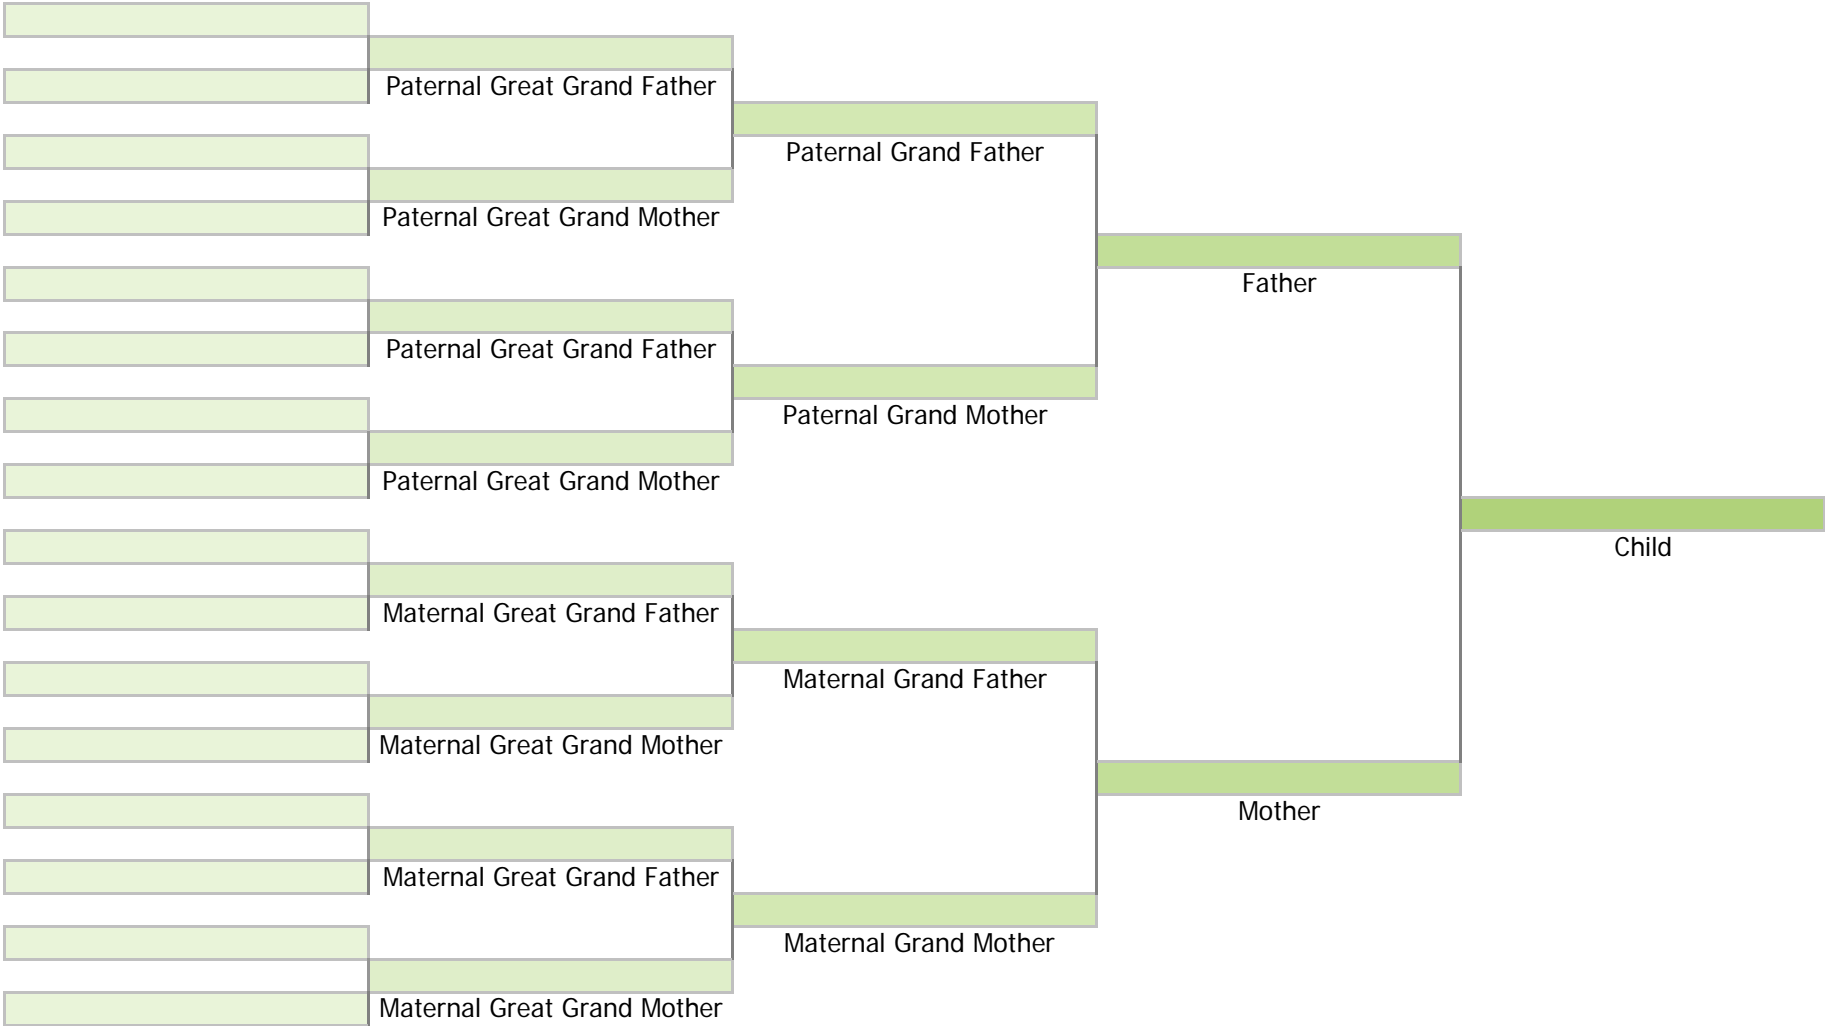 Paternal Great Grand Father
Paternal Grand Father
Paternal Great Grand Mother
Father
Paternal Great Grand Father
Paternal Grand Mother
Paternal Great Grand Mother
Child
Maternal Great Grand Father
Maternal Grand Father
Maternal Great Grand Mother
Mother
Maternal Great Grand Father
Maternal Grand Mother
Maternal Great Grand Mother